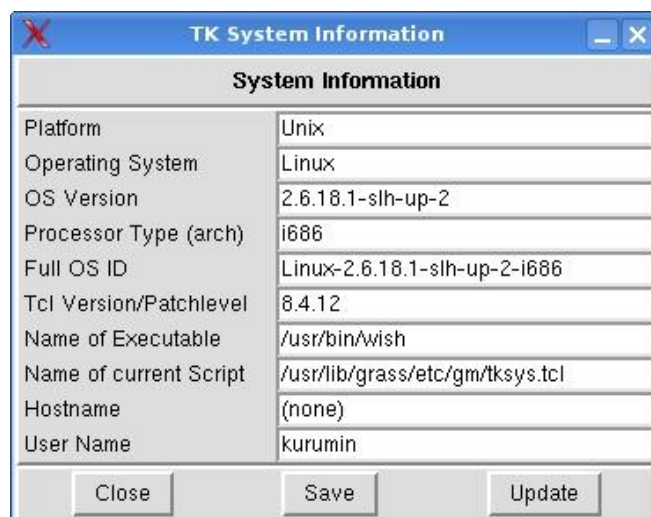 TK System Information
System Information
Platform Unix
Operating System Linux
OS Version 2.6.18.1-slh-up-2
Processor Type (arch) i686
Full OS ID Linux-2.6.18.1-slh-up-2-i686
Tcl Version/Patchlevel 8.4.12
Name of Executable /usr/bin/wish
Name of current Script /usr/lib/grass/etc/gm/tksys.tcl
Hostname (none)
User Name kurumin
Close Save Update